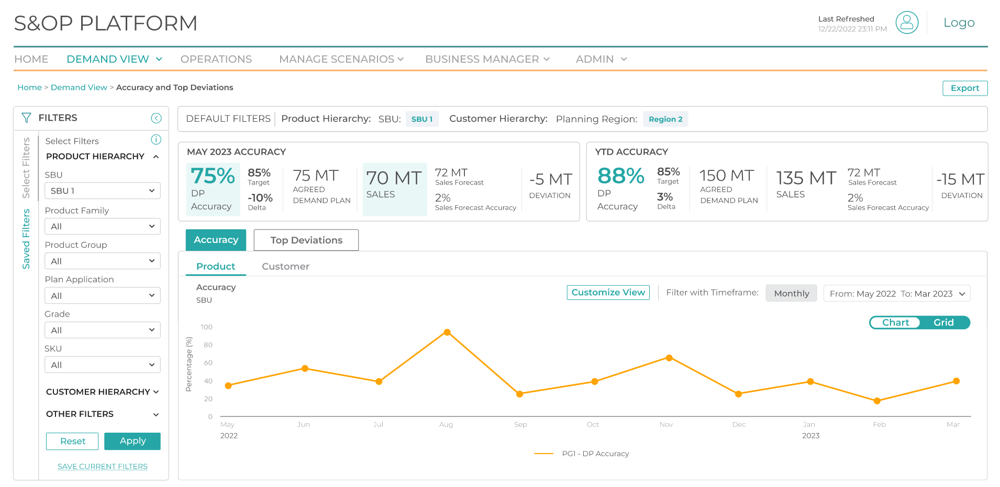 S&OP PLATFORM
Last Refreshed
12/22/2022 23:11 PM
Logo
HOME DEMAND VIEW OPERATIONS MANAGE SCENARIOS BUSINESS MANAGER ADMIN
Home > Demand View > Accuracy and Top Deviations
Export
FILTERS
Select Filters
Saved Filters
Select Filters
PRODUCT HIERARCHY
SBU
SBU 1
Product Family
All
Product Group
All
Plan Application
All
Grade
All
SKU
All
CUSTOMER HIERARCHY
OTHER FILTERS
Reset Apply
SAVE CURRENT FILTERS
DEFAULT FILTERS Product Hierarchy: SBU: SBU 1 Customer Hierarchy: Planning Region: Region 2
MAY 2023 ACCURACY
75%
DP
Accuracy
85%
Target
-10%
Delta
75 MT
AGREED
DEMAND PLAN
70 MT
SALES
72 MT
Sales Forecast
2%
Sales Forecast Accuracy
-5 MT
DEVIATION
YTD ACCURACY
88%
DP
Accuracy
85%
Target
3%
Delta
150 MT
AGREED
DEMAND PLAN
135 MT
SALES
72 MT
Sales Forecast
2%
Sales Forecast Accuracy
-15 MT
DEVIATION
Accuracy Top Deviations
Product Customer
Accuracy
SBU
Customize View Filter with Timeframe: Monthly From: May 2022 To: Mar 2023
Chart Grid
Percentage (%)
100
80
60
40
20
0
May Jun Jul Aug Sep Oct Nov Dec Jan Feb Mar
2022 2023
PG1 - DP Accuracy